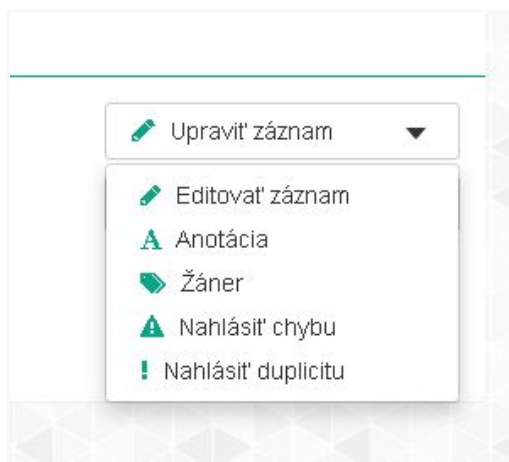 Upraviť záznam
Editovať záznam
Anotácia
Žáner
Nahlásiť chybu
Nahlásiť duplicitu